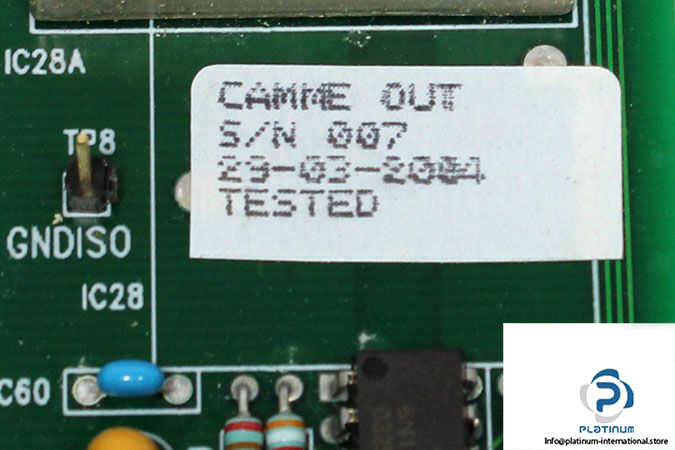 IC28A
CAMME OUT
S/N 007
29-03-2004
TESTED
TP8
GNDISO
IC28
C60
PLATINUM
Info@platinum-international.store